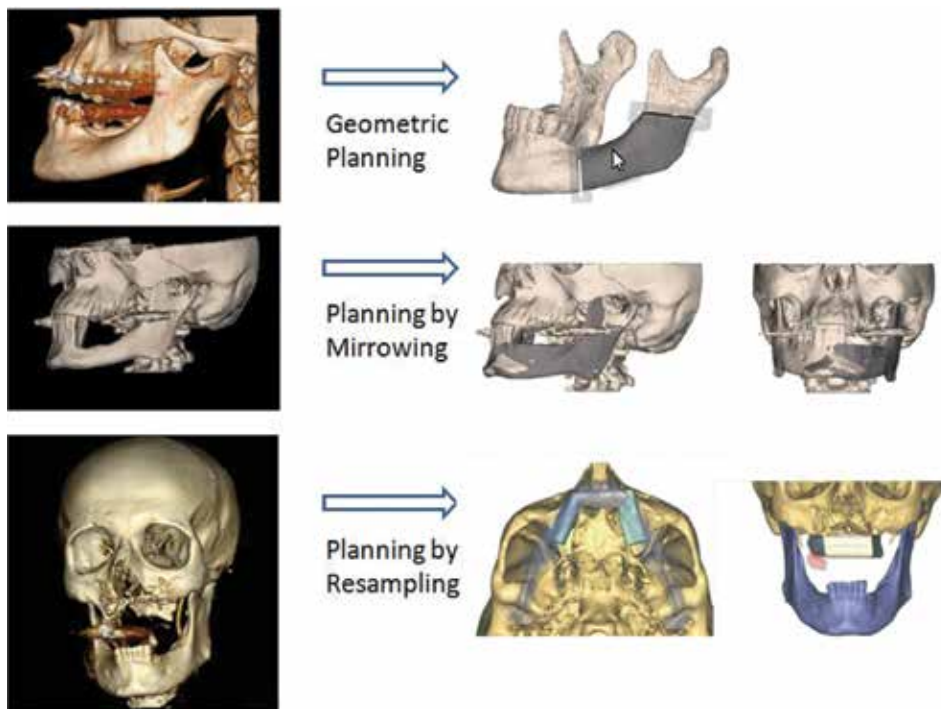 Geometric
Planning
Planning by
Mirrowing
Planning by
Resampling